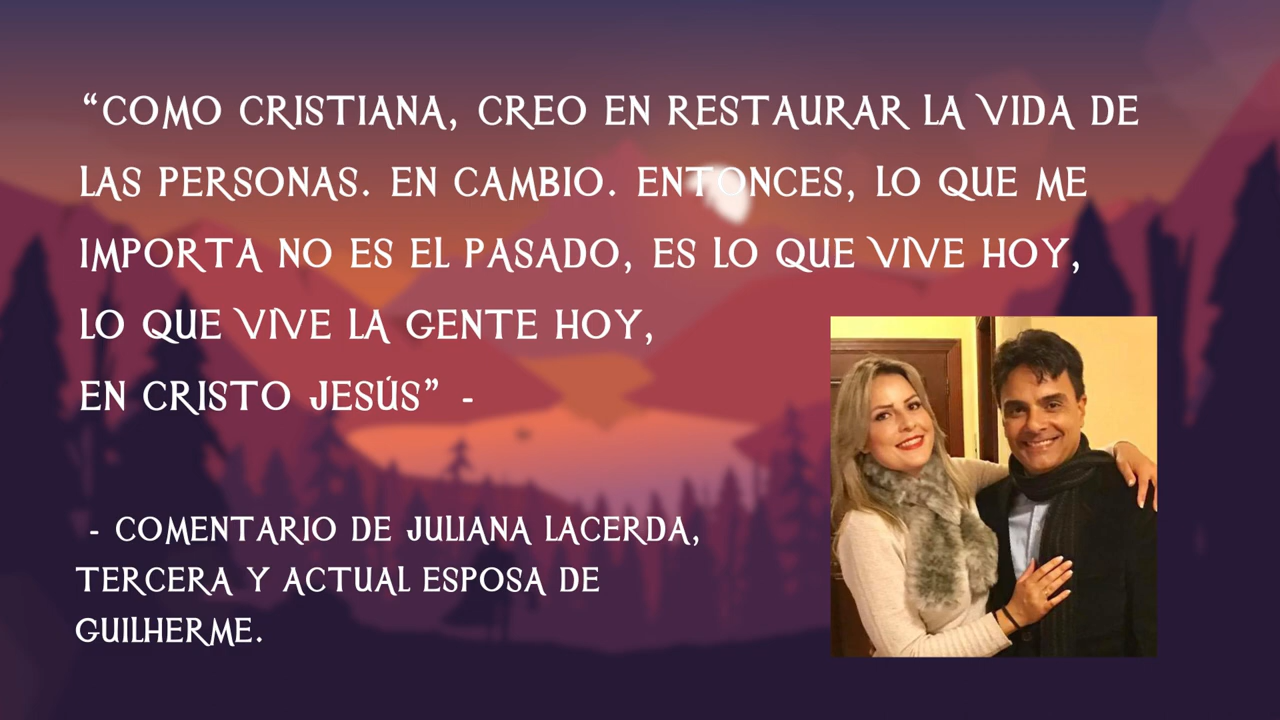 “COMO CRISTIANA, CREO EN RESTAURAR LA VIDA DE
LAS PERSONAS. EN CAMBIO. ENTONCES, LO QUE ME
IMPORTA NO ES EL PASADO, ES LO QUE VIVE HOY,
LO QUE VIVE LA GENTE HOY,
EN CRISTO JESÚS” -
- COMENTARIO DE JULIANA LACERDA,
TERCERA Y ACTUAL ESPOSA DE
GUILHERME.